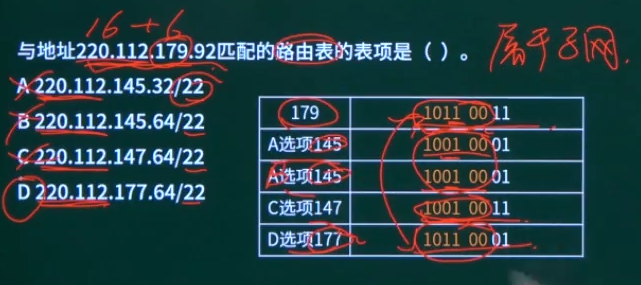 16+6
与地址220.112.179.92匹配的路由表的表项是（ ）。 属于子网.
A 220.112.145.32/22
B 220.112.145.64/22
C 220.112.147.64/22
D 220.112.177.64/22
179 1011 0011
A选项145 1001 0001
A选项145 1001 0001
C选项147 1001 0011
D选项177 1011 0001